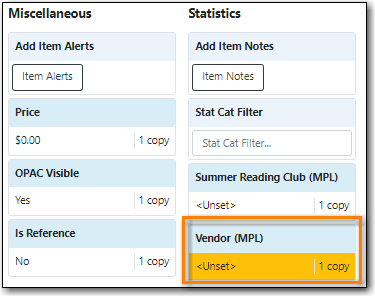 Miscellaneous
Add Item Alerts
Item Alerts
Price
$0.00 1 copy
OPAC Visible
Yes 1 copy
Is Reference
No 1 copy
Statistics
Add Item Notes
Item Notes
Stat Cat Filter
Stat Cat Filter...
Summer Reading Club (MPL)
<Unset> 1 copy
Vendor (MPL)
<Unset> 1 copy